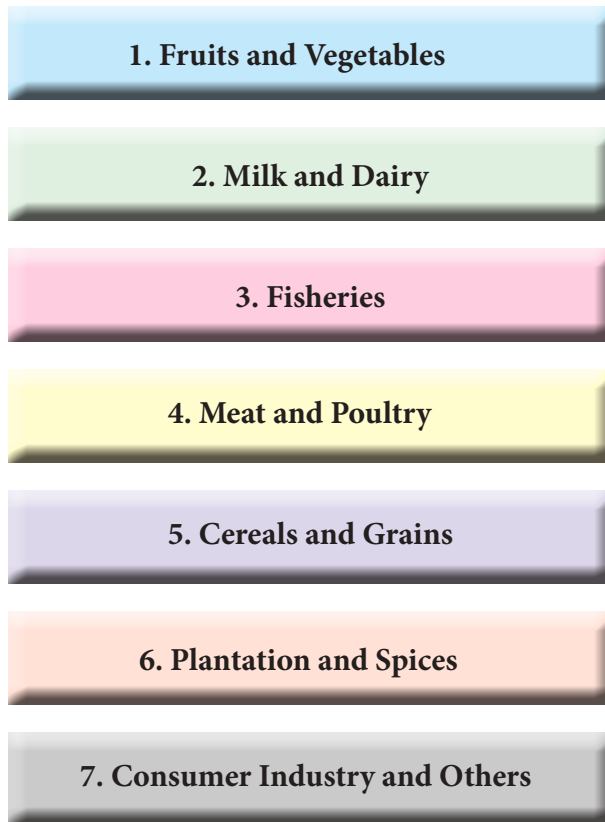 1. Fruits and Vegetables
2. Milk and Dairy
3. Fisheries
4. Meat and Poultry
5. Cereals and Grains
6. Plantation and Spices
7. Consumer Industry and Others